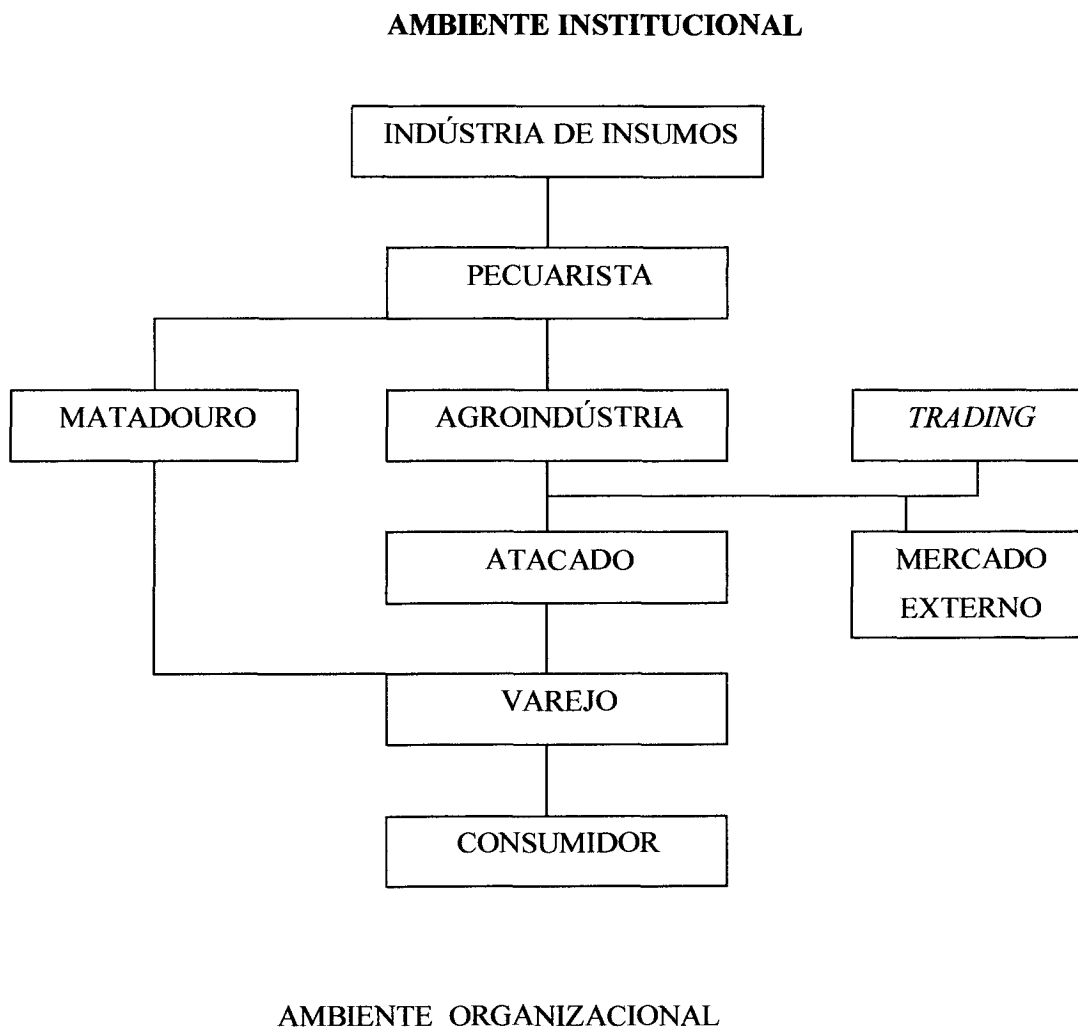 AMBIENTE INSTITUCIONAL
INDÚSTRIA DE INSUMOS
PECUARISTA
MATADOURO
AGROINDÚSTRIA
TRADING
ATACADO
MERCADO
EXTERNO
VAREJO
CONSUMIDOR
AMBIENTE ORGANIZACIONAL